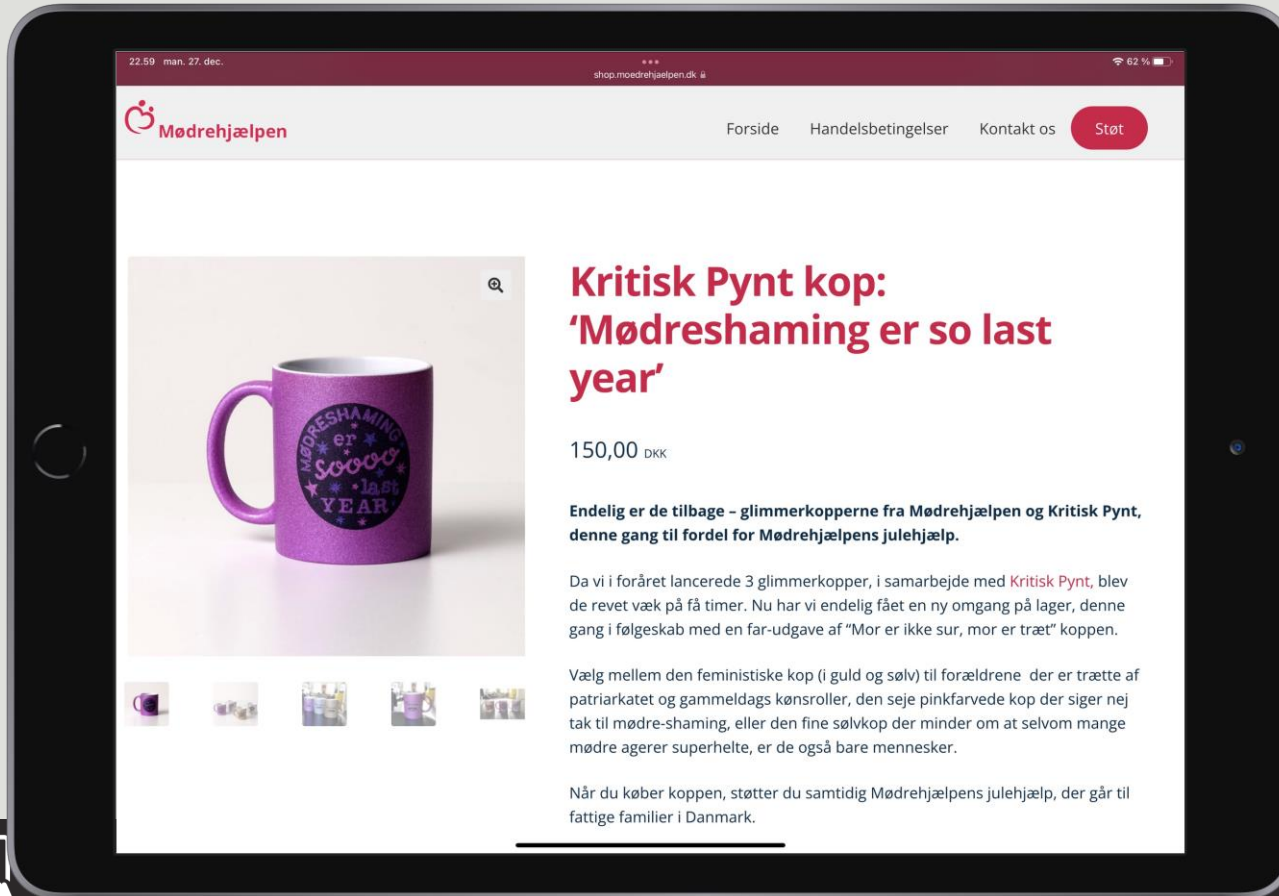 22.59 man. 27. dec.
shop.moedrehjaelpen.dk
62 %
Mødrehjælpen
Forside Handelsbetingelser Kontakt os Støt
MØDRESHAMING
er
soooo
last
YEAR
Kritisk Pynt kop:
‘Mødreshaming er so last
year’
150,00 DKK
Endelig er de tilbage – glimmerkopperne fra Mødrehjælpen og Kritisk Pynt,
denne gang til fordel for Mødrehjælpens julehjælp.
Da vi i foråret lancerede 3 glimmerkopper, i samarbejde med Kritisk Pynt, blev
de revet væk på få timer. Nu har vi endelig fået en ny omgang på lager, denne
gang i følgeskab med en far-udgave af “Mor er ikke sur, mor er træt” koppen.
Vælg mellem den feministiske kop (i guld og sølv) til forældrene der er trætte af
patriarkatet og gammeldags kønsroller, den seje pinkfarvede kop der siger nej
tak til mødre-shaming, eller den fine sølvkop der minder om at selvom mange
mødre agerer superhelte, er de også bare mennesker.
Når du køber koppen, støtter du samtidig Mødrehjælpens julehjælp, der går til
fattige familier i Danmark.